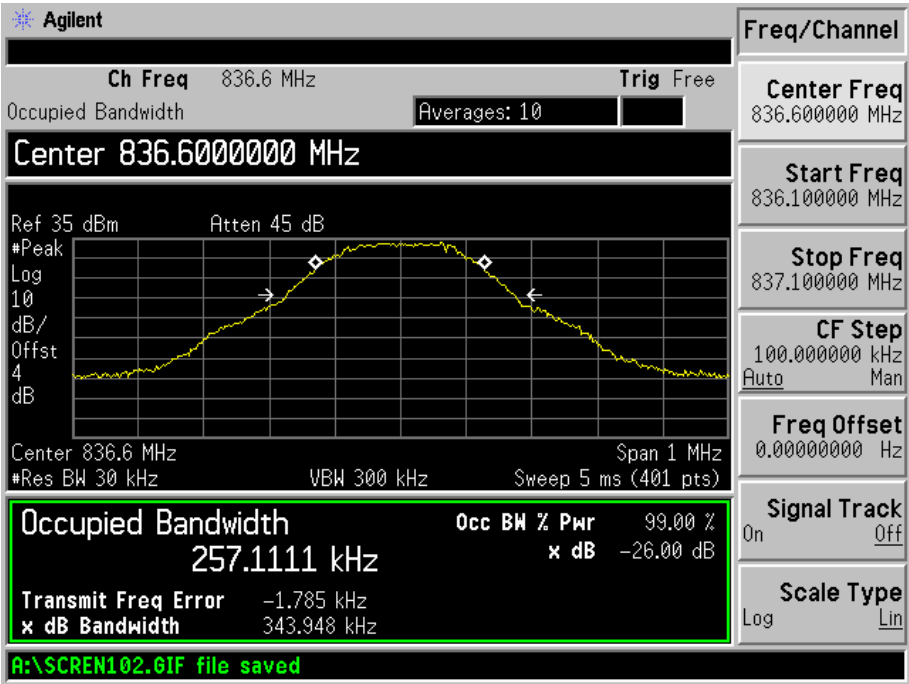 Agilent
Freq/Channel
Ch Freq 836.6 MHz Trig Free
Occupied Bandwidth Averages: 10
Center 836.6000000 MHz
Ref 35 dBm Atten 45 dB
#Peak
Log
10
dB/
Offst
4
dB
Center 836.6 MHz Span 1 MHz
#Res BW 30 kHz VBW 300 kHz Sweep 5 ms (401 pts)
Occupied Bandwidth Occ BW % Pwr 99.00 %
257.1111 kHz x dB -26.00 dB
Transmit Freq Error -1.785 kHz
x dB Bandwidth 343.948 kHz
A:\SCREN102.GIF file saved
Center Freq
836.600000 MHz
Start Freq
836.100000 MHz
Stop Freq
837.100000 MHz
CF Step
100.000000 kHz
Auto Man
Freq Offset
0.00000000 Hz
Signal Track
On Off
Scale Type
Log Lin